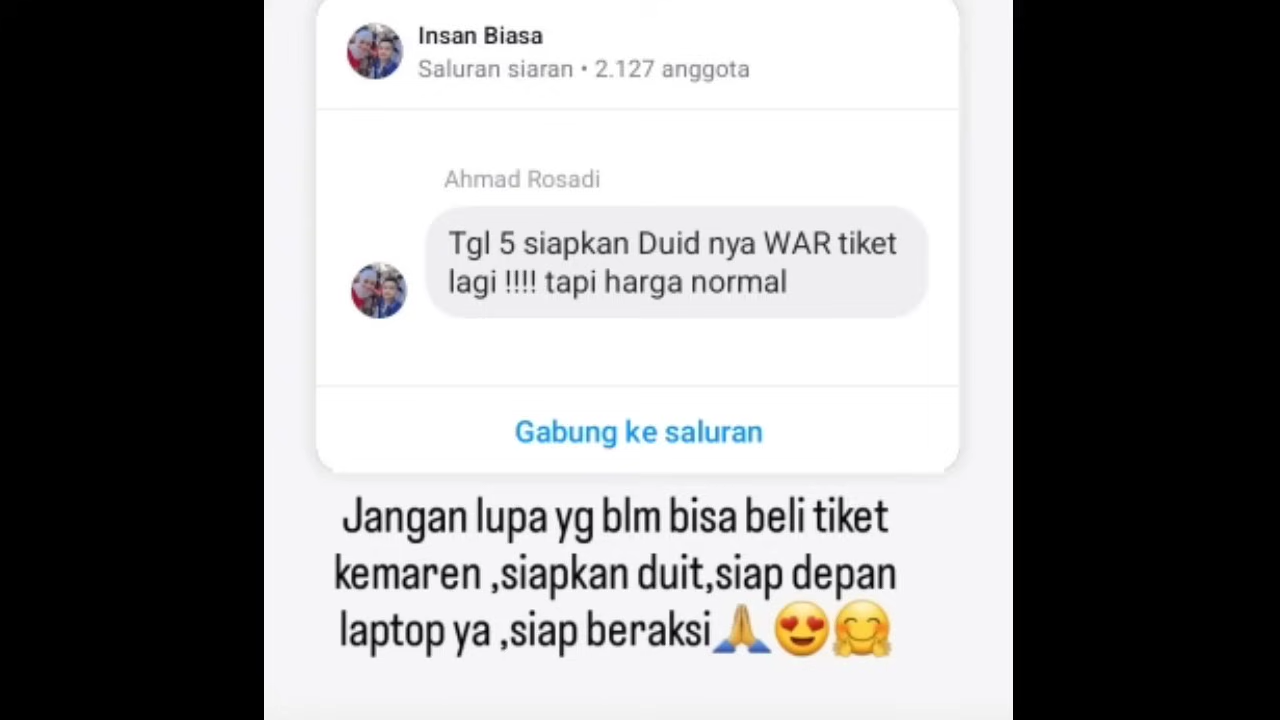 Insan Biasa
Saluran siaran • 2.127 anggota
Ahmad Rosadi
Tgl 5 siapkan Duid nya WAR tiket
lagi !!!! tapi harga normal
Gabung ke saluran
Jangan lupa yg blm bisa beli tiket
kemaren ,siapkan duit,siap depan
laptop ya ,siap beraksi🙏😍🤗